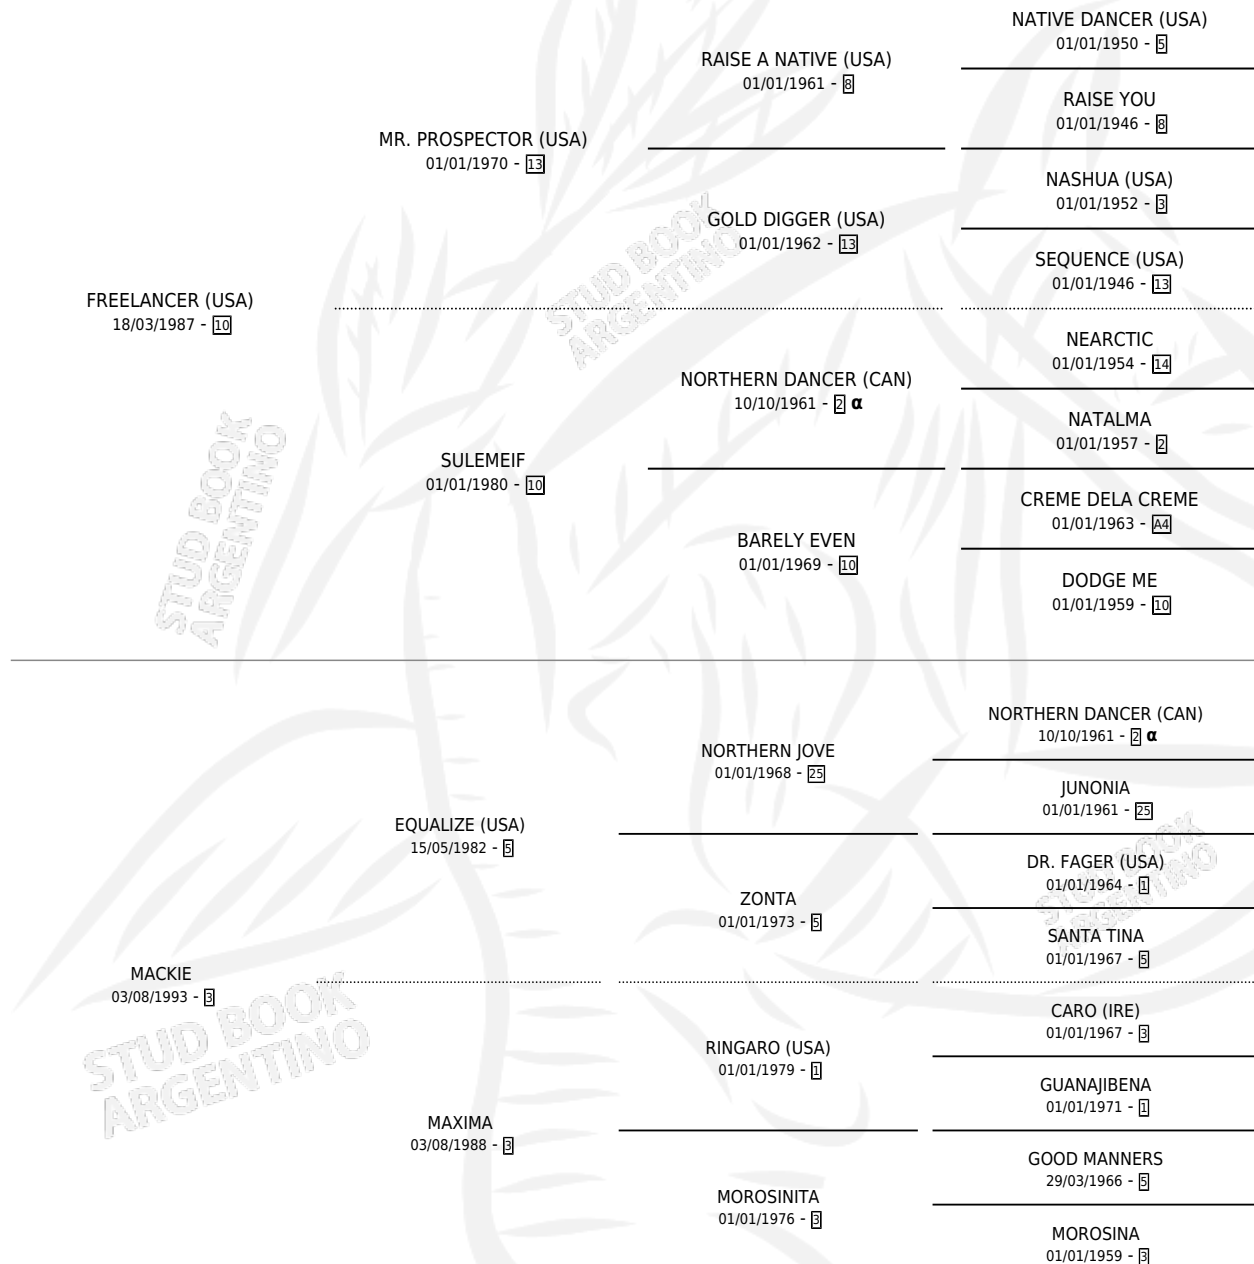 NATIVE DANCER (USA)
01/01/1950 - 5
RAISE A NATIVE (USA)
01/01/1961 - 8
RAISE YOU
01/01/1946 - 8
MR. PROSPECTOR (USA)
01/01/1970 - 13
NASHUA (USA)
01/01/1952 - 3
GOLD DIGGER (USA)
01/01/1962 - 13
SEQUENCE (USA)
01/01/1946 - 13
FREELANCER (USA)
18/03/1987 - 10
NEARCTIC
01/01/1954 - 14
NORTHERN DANCER (CAN)
10/10/1961 - 2 α
NATALMA
01/01/1957 - 2
SULEMEIF
01/01/1980 - 10
CREME DELA CREME
01/01/1963 - A4
BARELY EVEN
01/01/1969 - 10
DODGE ME
01/01/1959 - 10
NORTHERN DANCER (CAN)
10/10/1961 - 2 α
NORTHERN JOVE
01/01/1968 - 25
JUNONIA
01/01/1961 - 25
EQUALIZE (USA)
15/05/1982 - 5
DR. FAGER (USA)
01/01/1964 - 1
ZONTA
01/01/1973 - 5
SANTA TINA
01/01/1967 - 5
MACKIE
03/08/1993 - 3
CARO (IRE)
01/01/1967 - 3
RINGARO (USA)
01/01/1979 - 1
GUANAJIBENA
01/01/1971 - 1
MAXIMA
03/08/1988 - 3
GOOD MANNERS
29/03/1966 - 5
MOROSINITA
01/01/1976 - 3
MOROSINA
01/01/1959 - 3
STUD BOOK
ARGENTINO
STUD BOOK
ARGENTINO
STUD BOOK
ARGENTINO
STUD BOOK
ARGENTINO